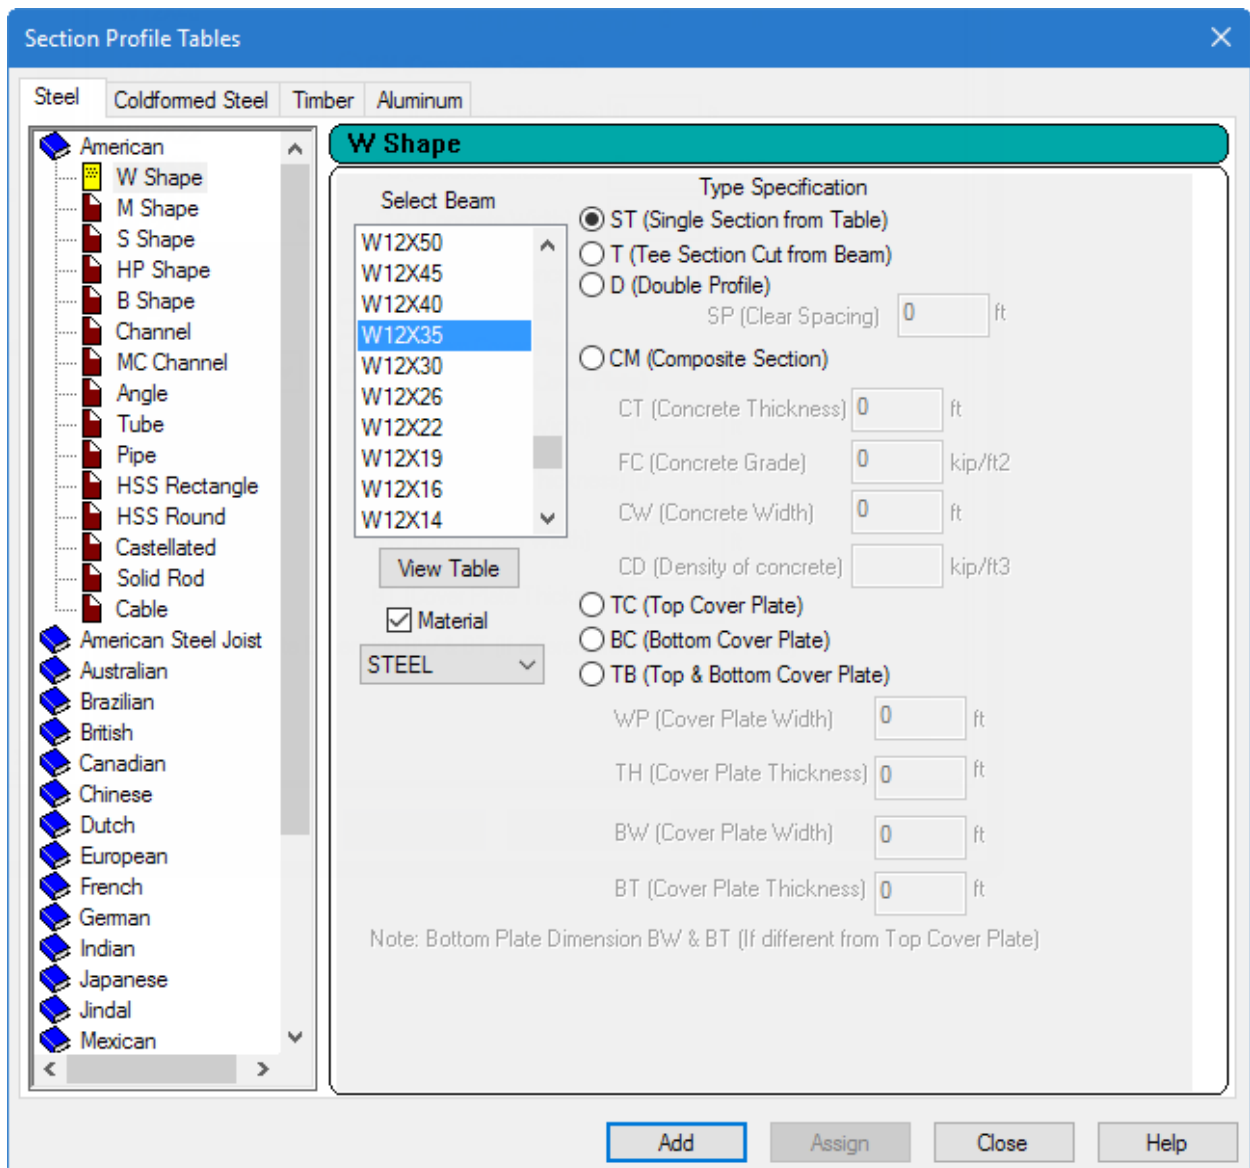 Section Profile Tables
Steel Coldformed Steel Timber Aluminum
American
W Shape
M Shape
S Shape
HP Shape
B Shape
Channel
MC Channel
Angle
Tube
Pipe
HSS Rectangle
HSS Round
Castellated
Solid Rod
Cable
American Steel Joist
Australian
Brazilian
British
Canadian
Chinese
Dutch
European
French
German
Indian
Japanese
Jindal
Mexican
W Shape
Select Beam
W12X50
W12X45
W12X40
W12X35
W12X30
W12X26
W12X22
W12X19
W12X16
W12X14
View Table
Material
STEEL
Type Specification
ST (Single Section from Table)
T (Tee Section Cut from Beam)
D (Double Profile)
SP (Clear Spacing) 0 ft
CM (Composite Section)
CT (Concrete Thickness) 0 ft
FC (Concrete Grade) 0 kip/ft2
CW (Concrete Width) 0 ft
CD (Density of concrete) kip/ft3
TC (Top Cover Plate)
BC (Bottom Cover Plate)
TB (Top & Bottom Cover Plate)
WP (Cover Plate Width) 0 ft
TH (Cover Plate Thickness) 0 ft
BW (Cover Plate Width) 0 ft
BT (Cover Plate Thickness) 0 ft
Note: Bottom Plate Dimension BW & BT (If different from Top Cover Plate)
Add Assign Close Help